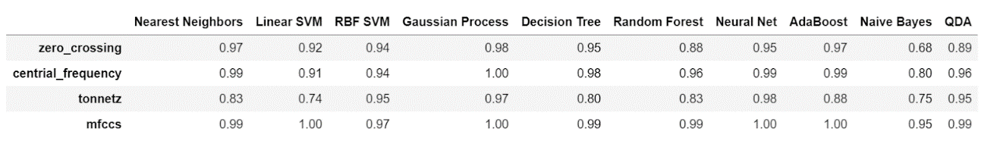 Nearest Neighbors Linear SVM RBF SVM Gaussian Process Decision Tree Random Forest Neural Net AdaBoost Naive Bayes QDA
zero_crossing 0.97 0.92 0.94 0.98 0.95 0.88 0.95 0.97 0.68 0.89
centrial_frequency 0.99 0.91 0.94 1.00 0.98 0.96 0.99 0.99 0.80 0.96
tonnetz 0.83 0.74 0.95 0.97 0.80 0.83 0.98 0.88 0.75 0.95
mfccs 0.99 1.00 0.97 1.00 0.99 0.99 1.00 1.00 0.95 0.99